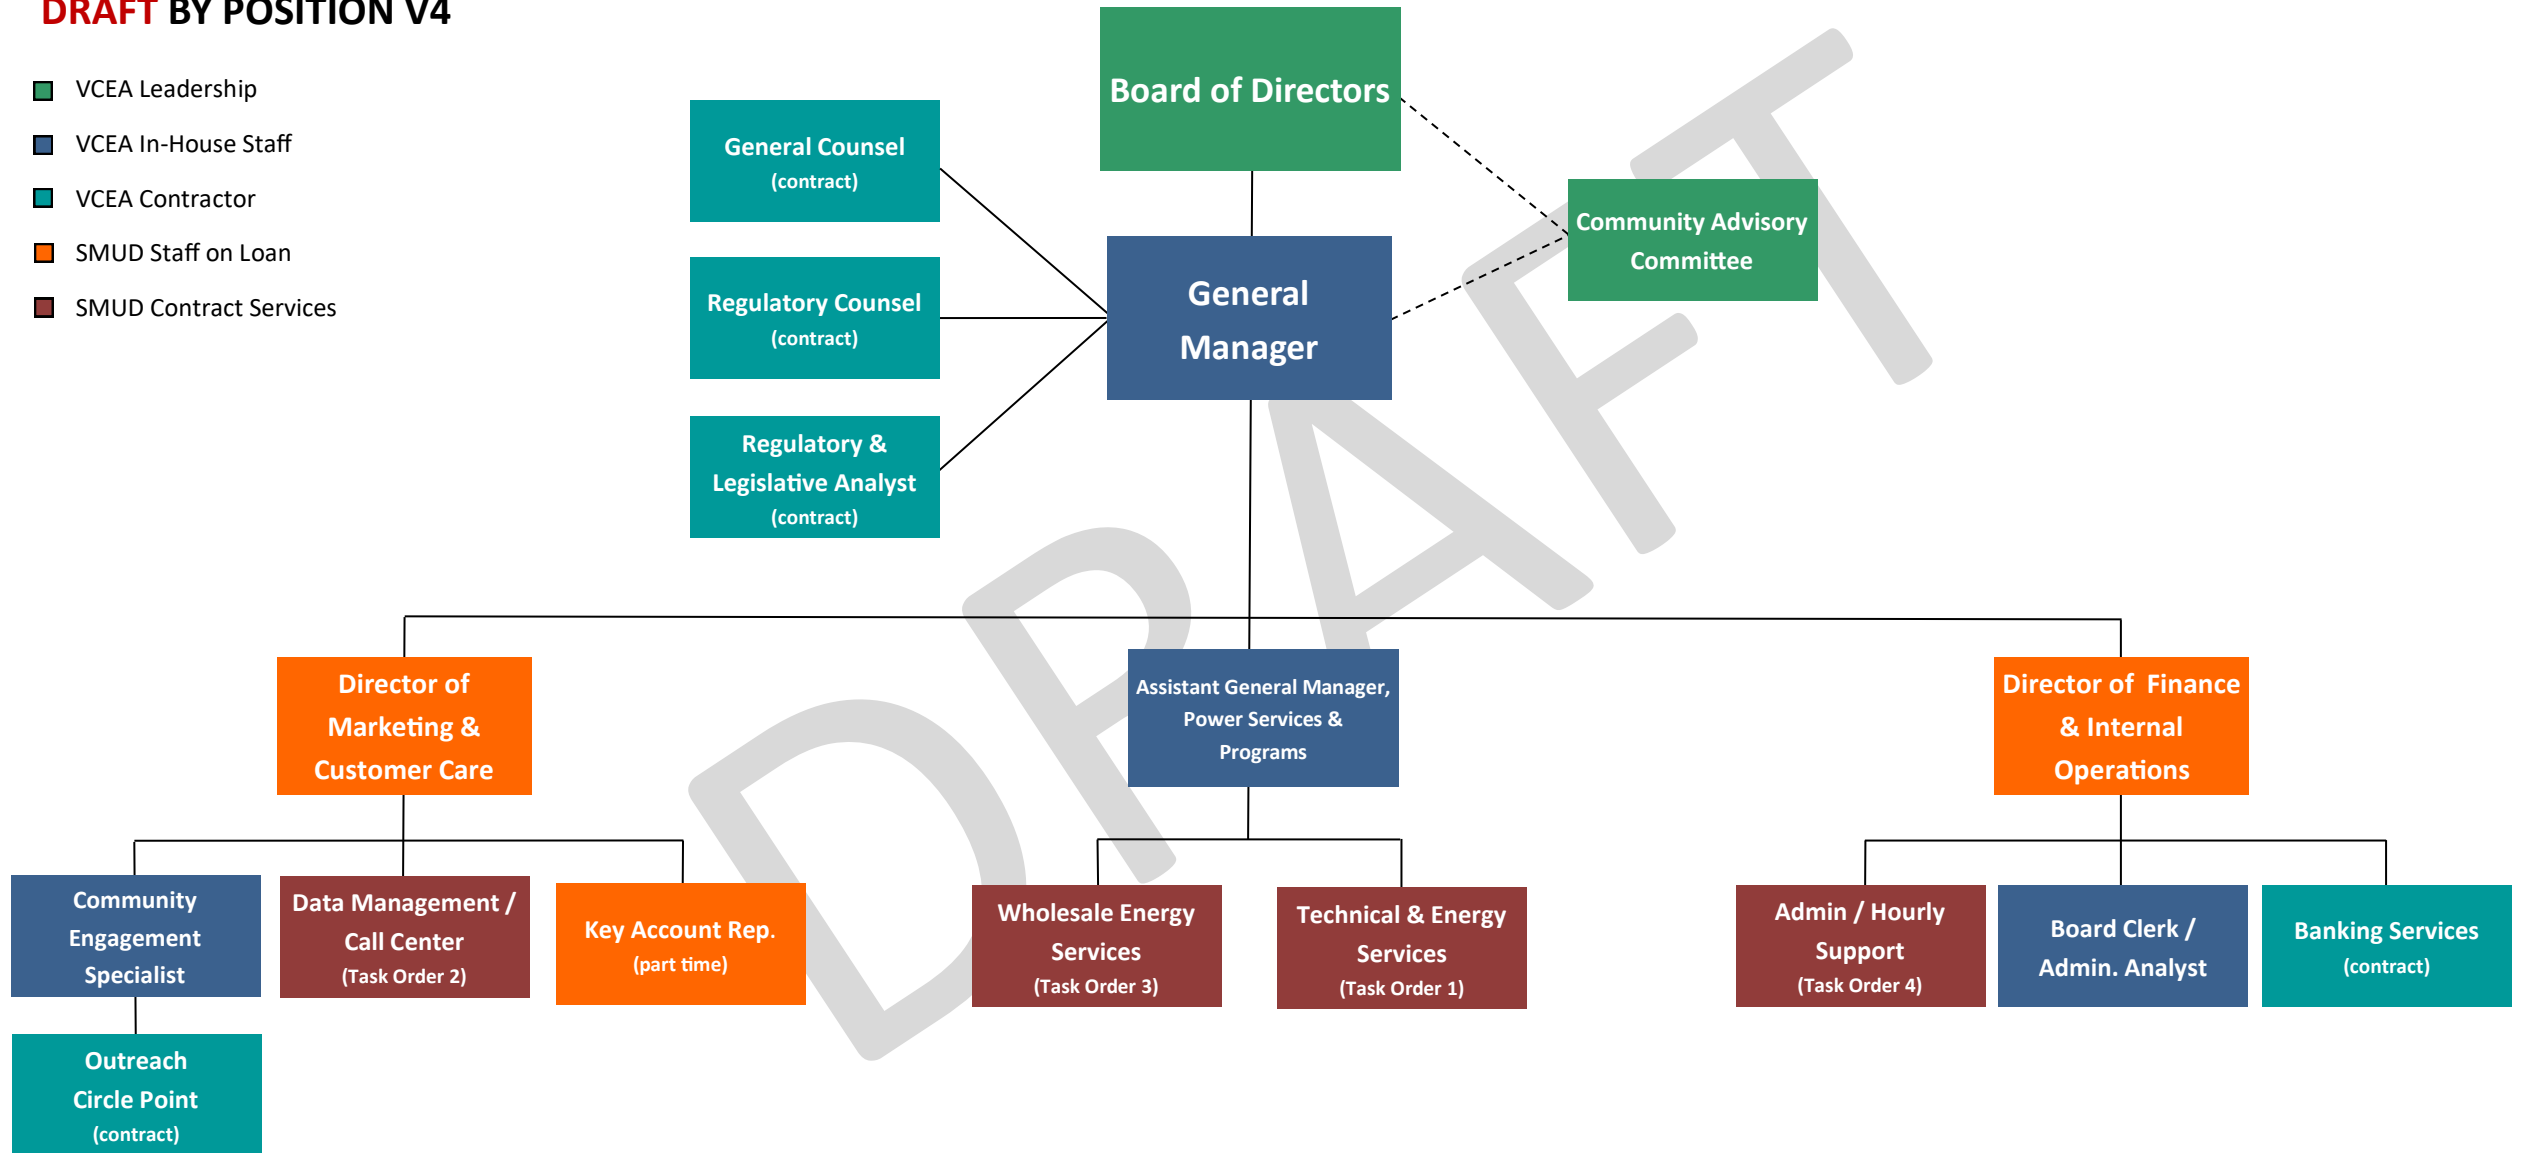 DRAFT BY POSITION V4
VCEA Leadership
VCEA In-House Staff
VCEA Contractor
SMUD Staff on Loan
SMUD Contract Services
Board of Directors
General Counsel
(contract)
Community Advisory
Committee
General
Manager
Regulatory Counsel
(contract)
Regulatory &
Legislative Analyst
(contract)
Director of
Marketing &
Customer Care
Assistant General Manager,
Power Services &
Programs
Director of  Finance
& Internal
Operations
Community
Engagement
Specialist
Data Management /
Call Center
(Task Order 2)
Key Account Rep.
(part time)
Wholesale Energy
Services
(Task Order 3)
Technical & Energy
Services
(Task Order 1)
Admin / Hourly
Support
(Task Order 4)
Board Clerk /
Admin. Analyst
Banking Services
(contract)
Outreach
Circle Point
(contract)
DRAFT